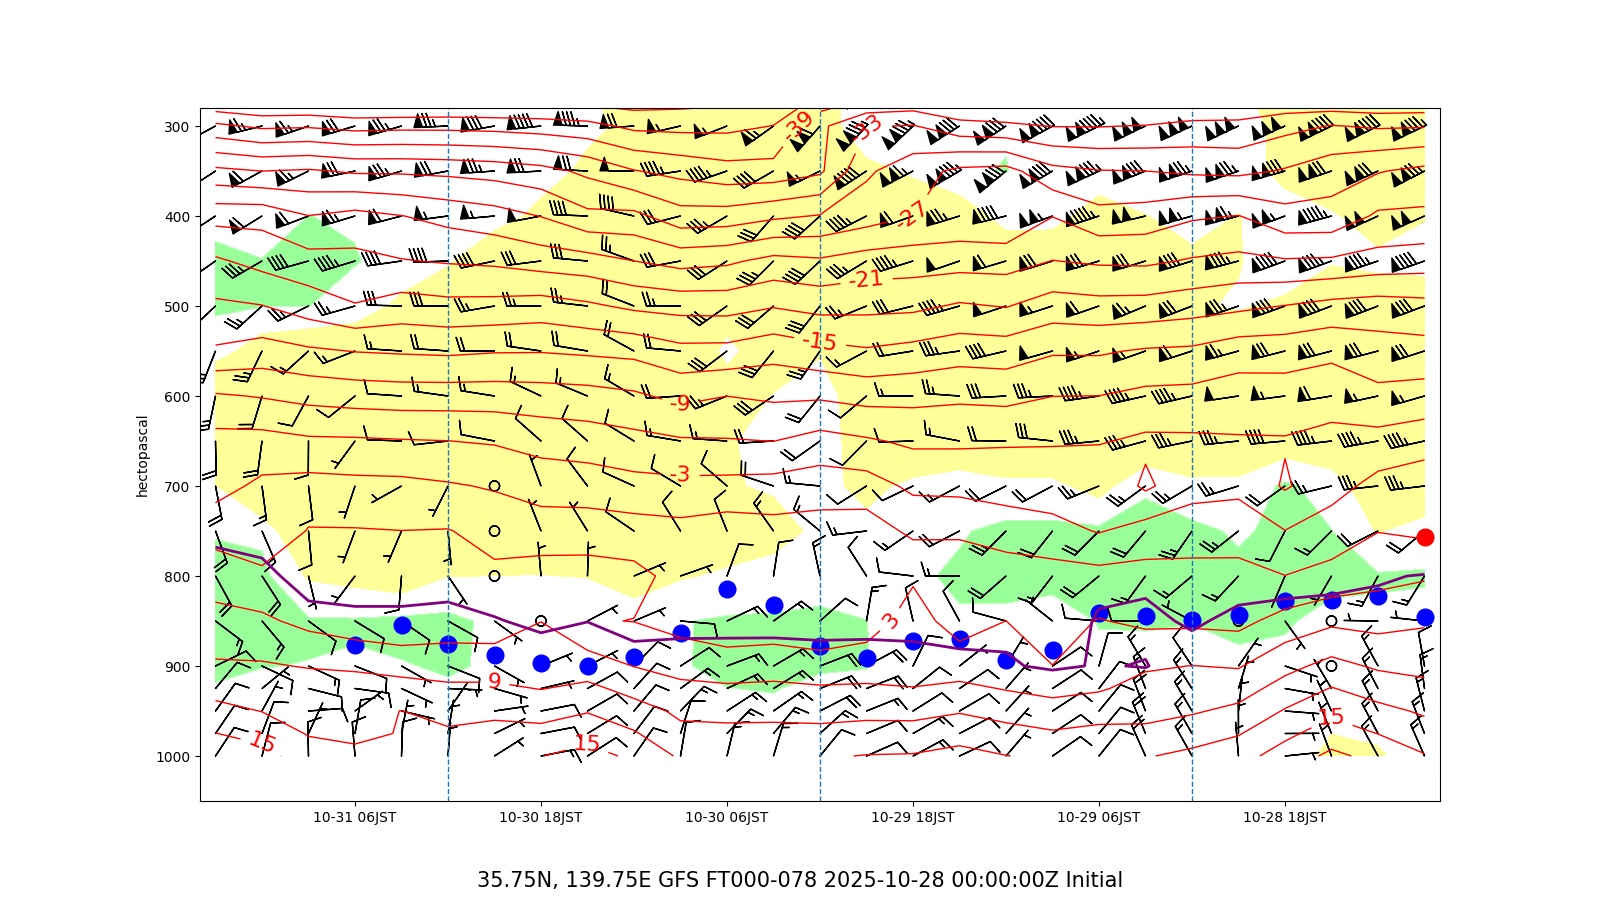 300
400
500
600
700
800
900
1000
hectopascal
-39
-33
-27
-21
-15
-9
-3
3
9
15
15
15
10-31 06JST
10-30 18JST
10-30 06JST
10-29 18JST
10-29 06JST
10-28 18JST
35.75N, 139.75E GFS FT000-078 2025-10-28 00:00:00Z Initial